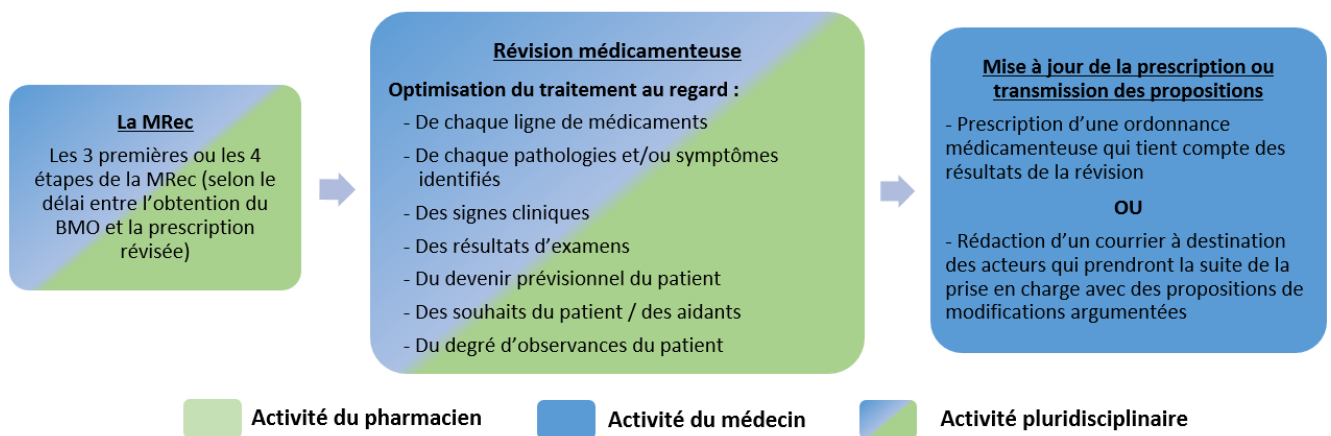 La MRec
Les 3 premières ou les 4
étapes de la MRec (selon le
délai entre l'obtention du
BMO et la prescription
révisée)
Révision médicamenteuse
Optimisation du traitement au regard :
- De chaque ligne de médicaments
- De chaque pathologies et/ou symptômes
identifiés
- Des signes cliniques
- Des résultats d'examens
- Du devenir prévisionnel du patient
- Des souhaits du patient / des aidants
- Du degré d'observances du patient
Mise à jour de la prescription ou
transmission des propositions
- Prescription d'une ordonnance
médicamenteuse qui tient compte des
résultats de la révision
OU
- Rédaction d'un courrier à destination
des acteurs qui prendront la suite de la
prise en charge avec des propositions de
modifications argumentées
Activité du pharmacien
Activité du médecin
Activité pluridisciplinaire